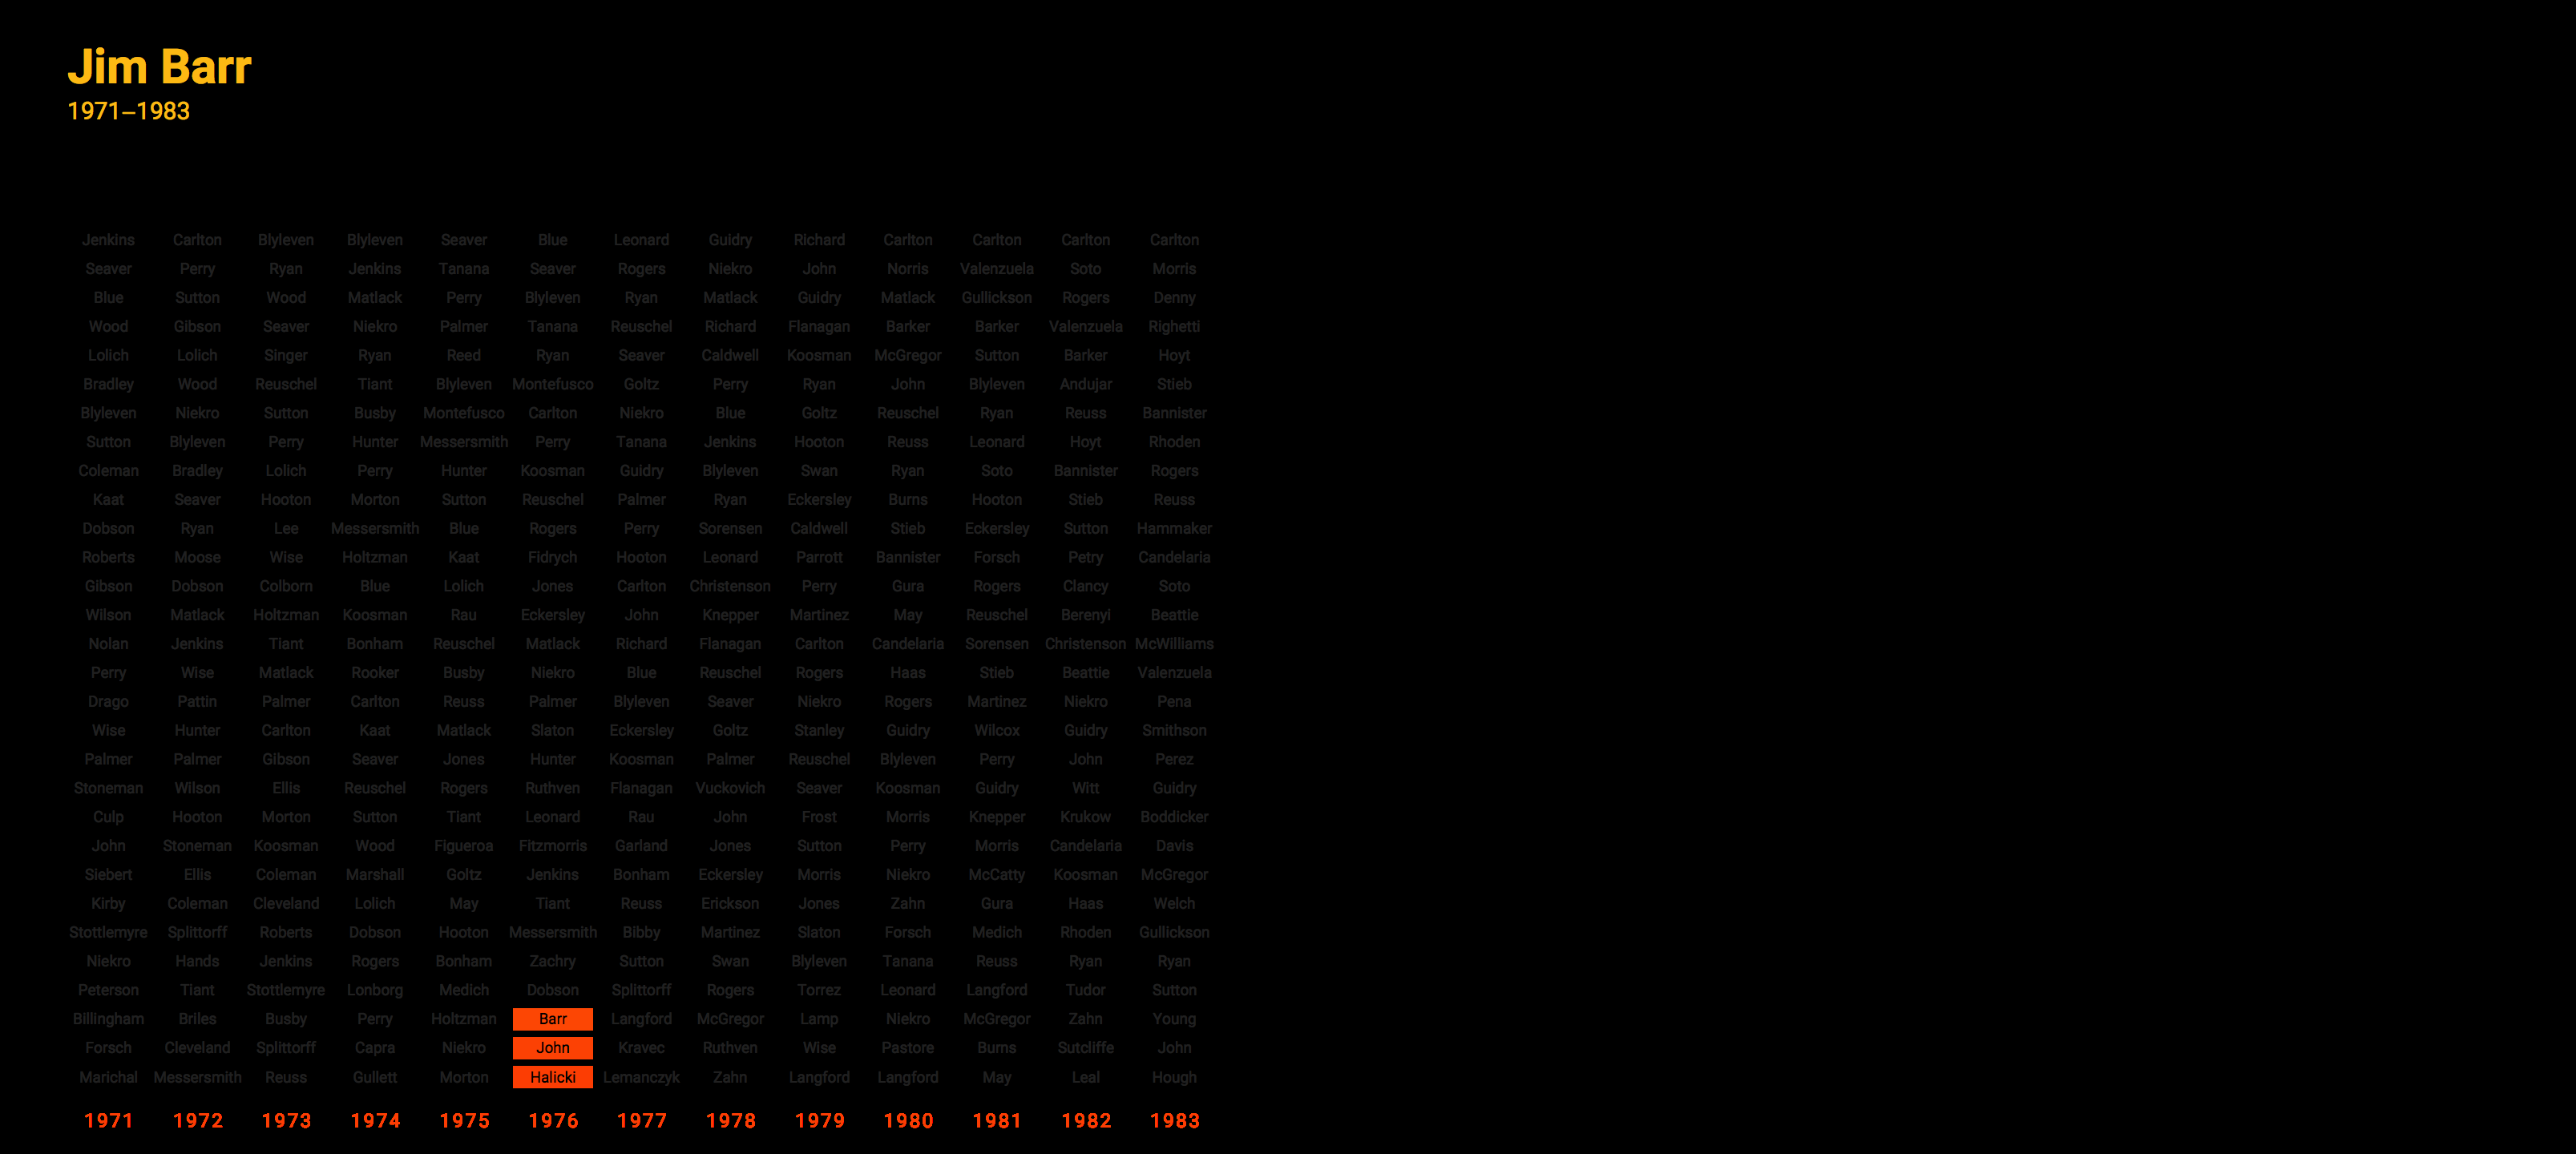 Jim Barr
1971–1983
Jenkins Carlton Blyleven Blyleven Seaver Blue Leonard Guidry Richard Carlton Carlton Carlton Carlton
Seaver Perry Ryan Jenkins Tanana Seaver Rogers Niekro John Norris Valenzuela Soto Morris
Blue Sutton Wood Matlack Perry Blyleven Ryan Matlack Guidry Matlack Gullickson Rogers Denny
Wood Gibson Seaver Niekro Palmer Tanana Reuschel Richard Flanagan Barker Barker Valenzuela Righetti
Lolich Lolich Singer Ryan Reed Ryan Seaver Caldwell Koosman McGregor Sutton Barker Hoyt
Bradley Wood Reuschel Tiant Blyleven Montefusco Goltz Perry Ryan John Blyleven Andujar Stieb
Blyleven Niekro Sutton Busby Montefusco Carlton Niekro Blue Goltz Reuschel Ryan Reuss Bannister
Sutton Blyleven Perry Hunter Messersmith Perry Tanana Jenkins Hooton Reuss Leonard Hoyt Rhoden
Coleman Bradley Lolich Perry Hunter Koosman Guidry Blyleven Swan Ryan Soto Bannister Rogers
Kaat Seaver Hooton Morton Sutton Reuschel Palmer Ryan Eckersley Burns Hooton Stieb Reuss
Dobson Ryan Lee Messersmith Blue Rogers Perry Sorensen Caldwell Stieb Eckersley Sutton Hammaker
Roberts Moose Wise Holtzman Kaat Fidrych Hooton Leonard Parrott Bannister Forsch Petry Candelaria
Gibson Dobson Colborn Blue Lolich Jones Carlton Christenson Perry Gura Rogers Clancy Soto
Wilson Matlack Holtzman Koosman Rau Eckersley John Knepper Martinez May Reuschel Berenyi Beattie
Nolan Jenkins Tiant Bonham Reuschel Matlack Richard Flanagan Carlton Candelaria Sorensen Christenson McWilliams
Perry Wise Matlack Rooker Busby Niekro Blue Reuschel Rogers Haas Stieb Beattie Valenzuela
Drago Pattin Palmer Carlton Reuss Palmer Blyleven Seaver Niekro Rogers Martinez Niekro Pena
Wise Hunter Carlton Kaat Matlack Slaton Eckersley Goltz Stanley Guidry Wilcox Guidry Smithson
Palmer Palmer Gibson Seaver Jones Hunter Koosman Palmer Reuschel Blyleven Perry John Perez
Stoneman Wilson Ellis Reuschel Rogers Ruthven Flanagan Vuckovich Seaver Koosman Guidry Witt Guidry
Culp Hooton Morton Sutton Tiant Leonard Rau John Frost Morris Knepper Krukow Boddicker
John Stoneman Koosman Wood Figueroa Fitzmorris Garland Jones Sutton Perry Morris Candelaria Davis
Siebert Ellis Coleman Marshall Goltz Jenkins Bonham Eckersley Morris Niekro McCatty Koosman McGregor
Kirby Coleman Cleveland Lolich May Tiant Reuss Erickson Jones Zahn Gura Haas Welch
Stottlemyre Splittorff Roberts Dobson Hooton Messersmith Bibby Martinez Slaton Forsch Medich Rhoden Gullickson
Niekro Hands Jenkins Rogers Bonham Zachry Sutton Swan Blyleven Tanana Reuss Ryan Ryan
Peterson Tiant Stottlemyre Lonborg Medich Dobson Splittorff Rogers Torrez Leonard Langford Tudor Sutton
Billingham Briles Busby Perry Holtzman Barr Langford McGregor Lamp Niekro McGregor Zahn Young
Forsch Cleveland Splittorff Capra Niekro John Kravec Ruthven Wise Pastore Burns Sutcliffe John
Marichal Messersmith Reuss Gullett Morton Halicki Lemanczyk Zahn Langford Langford May Leal Hough
1971 1972 1973 1974 1975 1976 1977 1978 1979 1980 1981 1982 1983